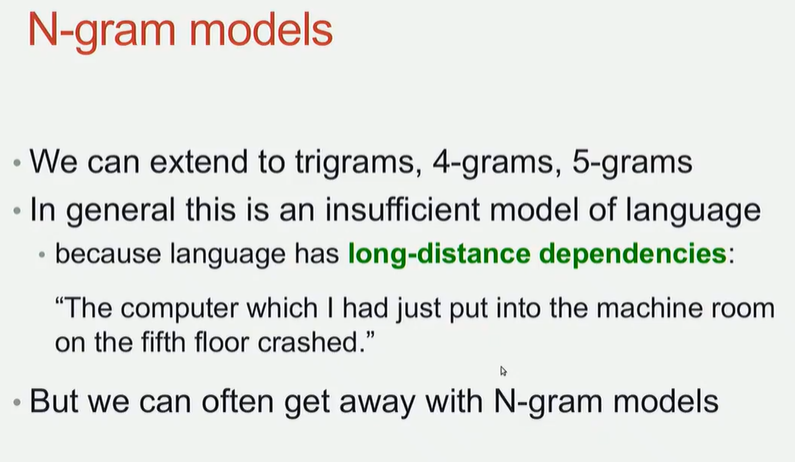 N-gram models
• We can extend to trigrams, 4-grams, 5-grams
• In general this is an insufficient model of language
• because language has long-distance dependencies:
“The computer which I had just put into the machine room
on the fifth floor crashed.”
• But we can often get away with N-gram models